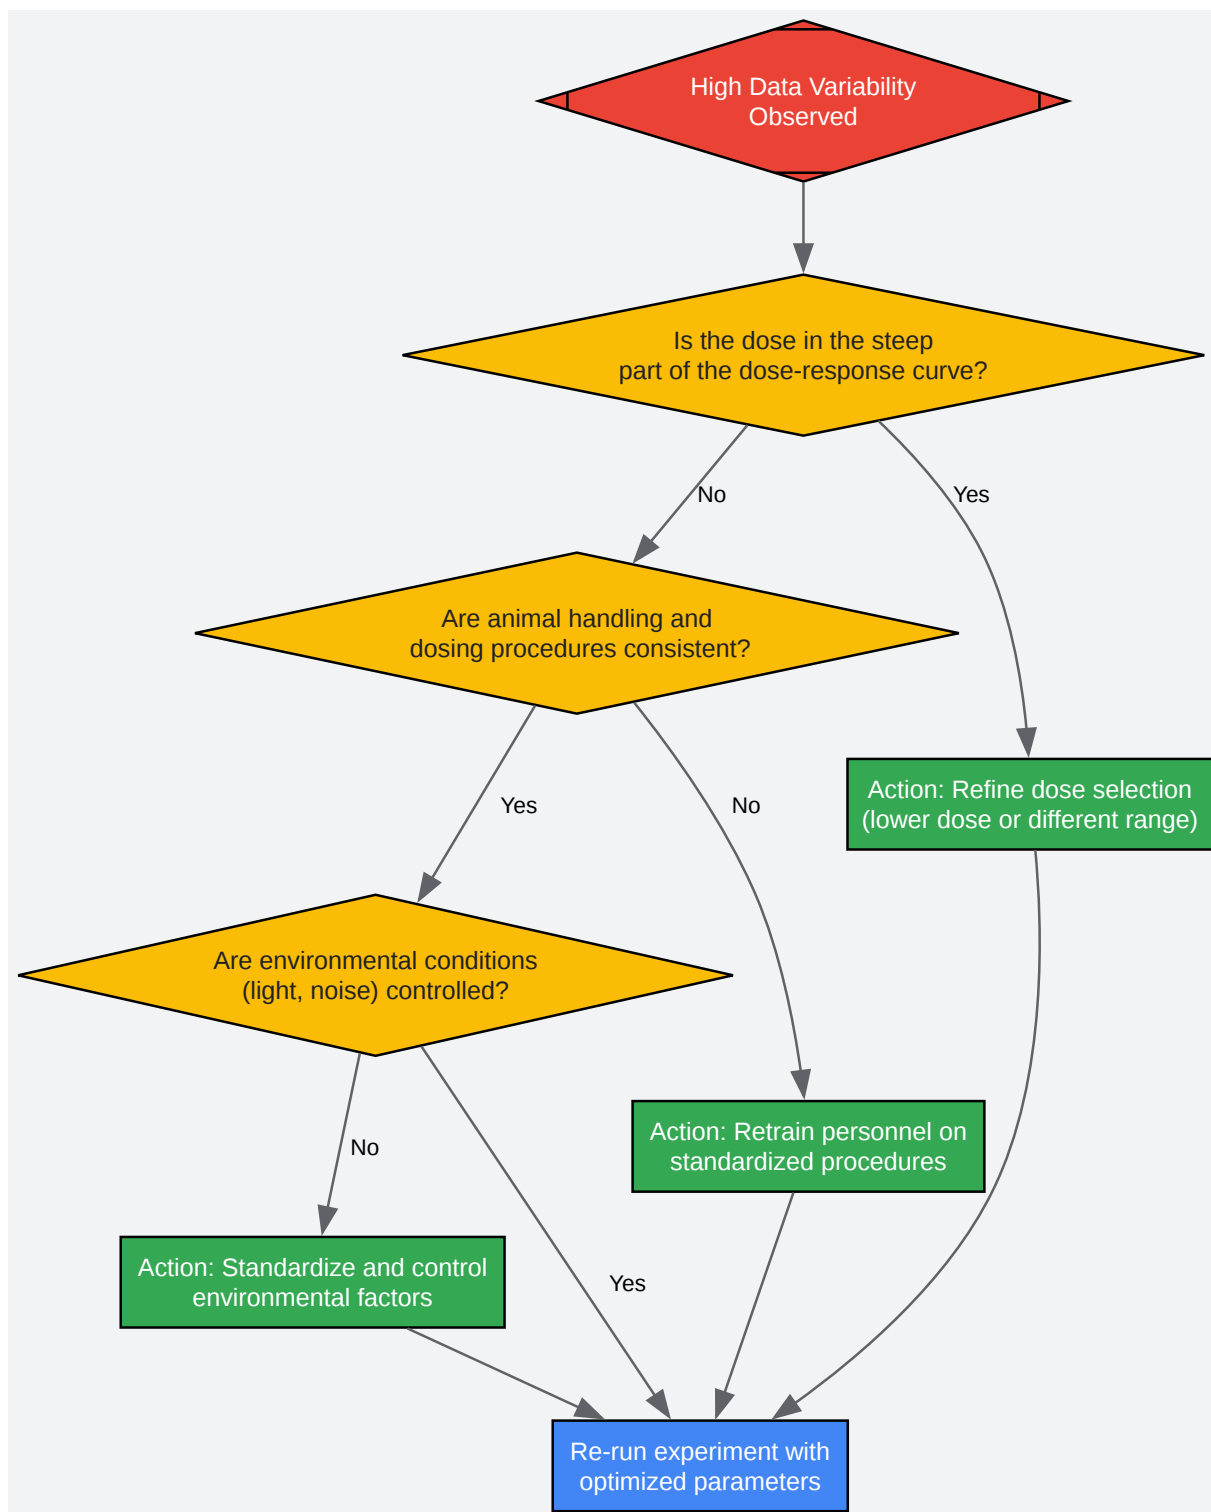 High Data Variability
Observed
Is the dose in the steep
part of the dose-response curve?
No
Yes
Are animal handling and
dosing procedures consistent?
Yes
No
Action: Refine dose selection
(lower dose or different range)
Are environmental conditions
(light, noise) controlled?
No
Yes
Action: Retrain personnel on
standardized procedures
Action: Standardize and control
environmental factors
Re-run experiment with
optimized parameters